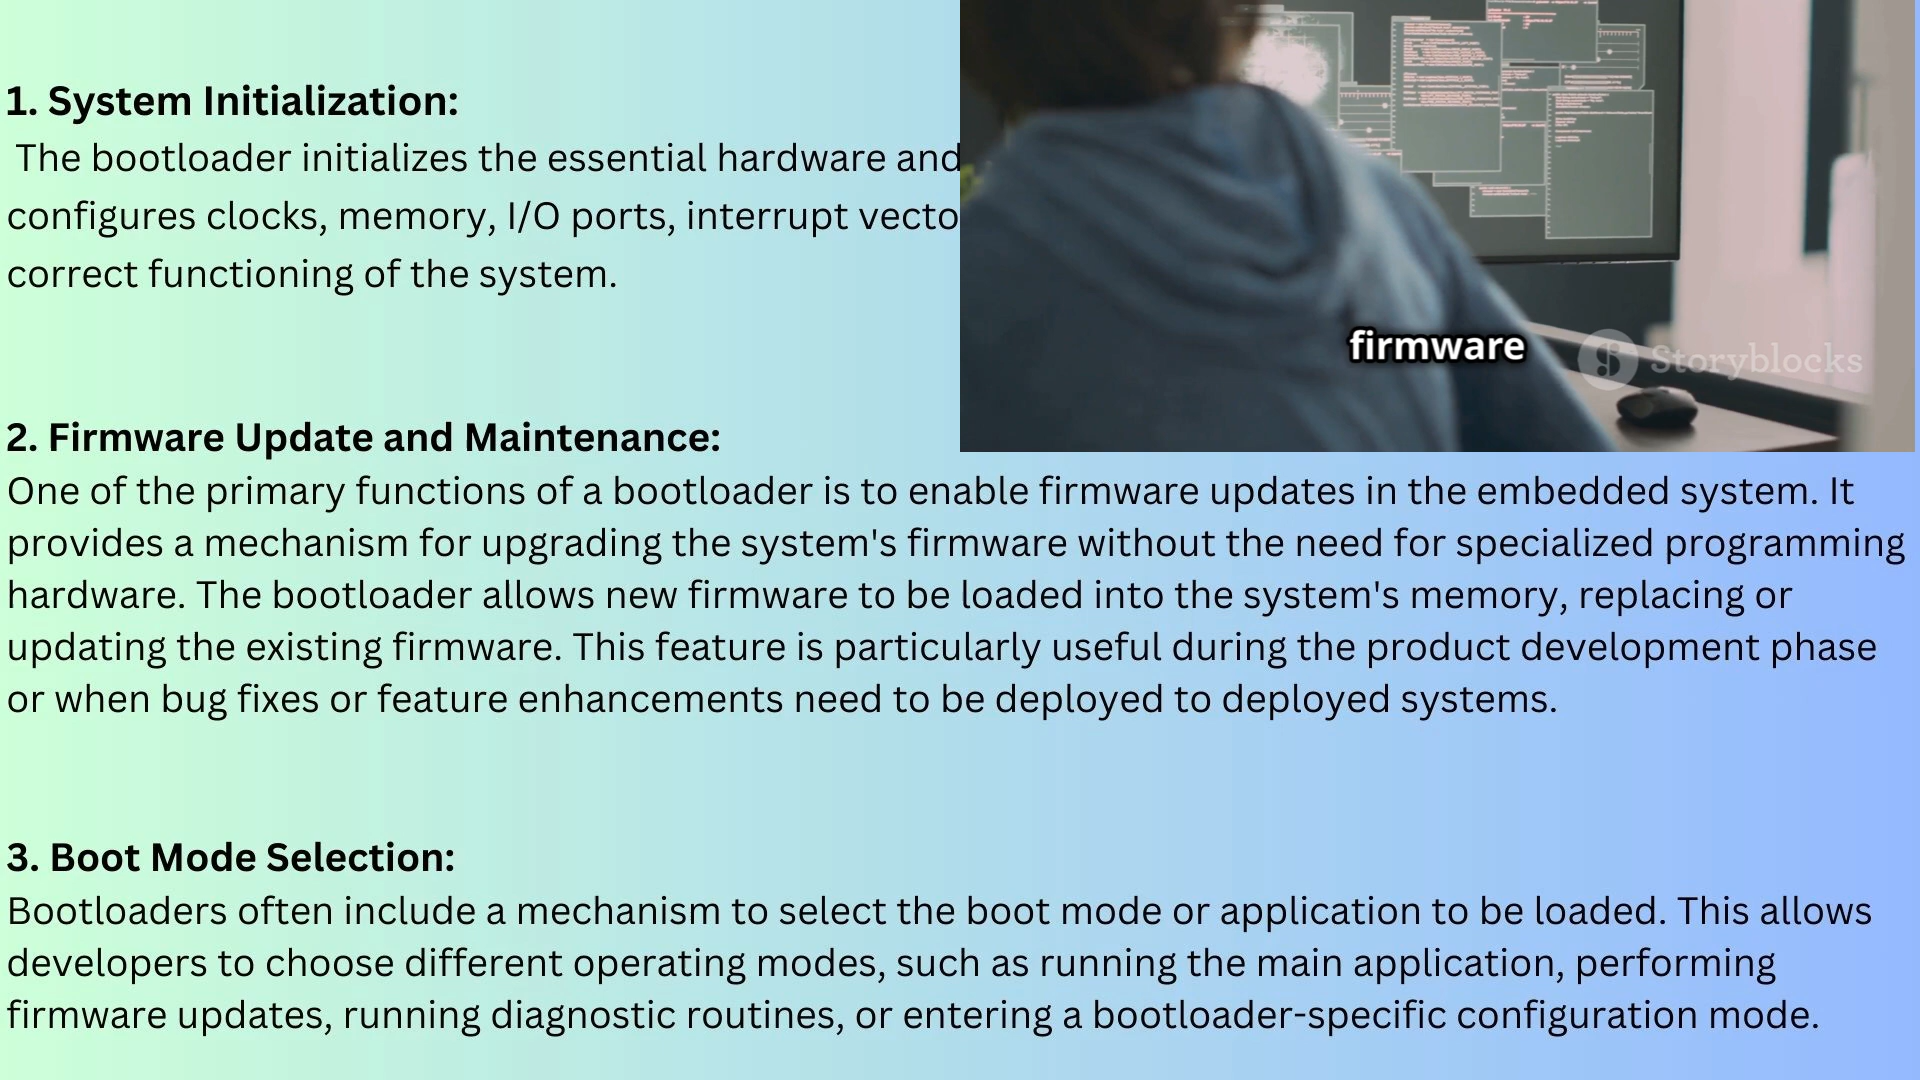 1. System Initialization:
The bootloader initializes the essential hardware and
configures clocks, memory, I/O ports, interrupt
correct functioning of the system.
firmware
Storyblocks
2. Firmware Update and Maintenance:
One of the primary functions of a bootloader is to enable firmware updates in the embedded system. It
provides a mechanism for upgrading the system's firmware without the need for specialized programming
hardware. The bootloader allows new firmware to be loaded into the system's memory, replacing or
updating the existing firmware. This feature is particularly useful during the product development phase
or when bug fixes or feature enhancements need to be deployed to deployed systems.
3. Boot Mode Selection:
Bootloaders often include a mechanism to select the boot mode or application to be loaded. This allows
developers to choose different operating modes, such as running the main application, performing
firmware updates, running diagnostic routines, or entering a bootloader-specific configuration mode.